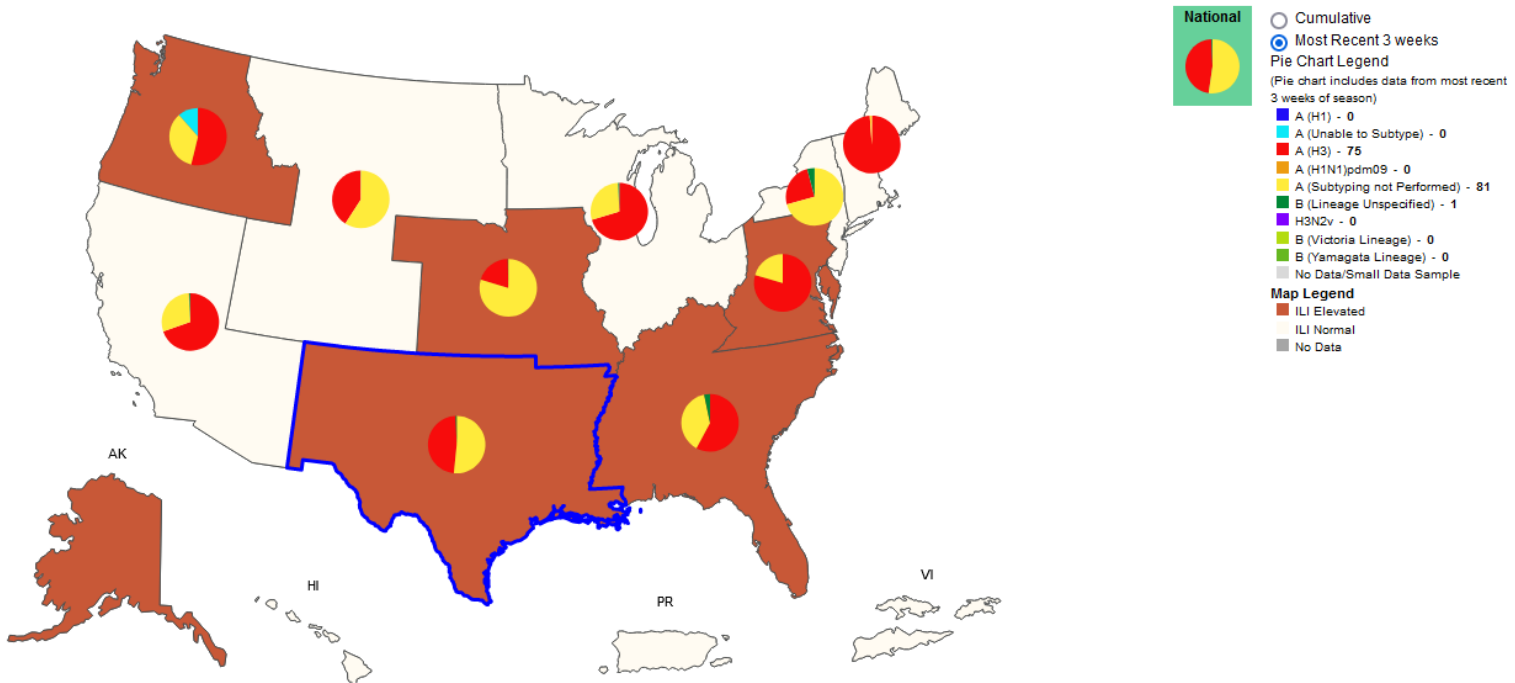 National
Cumulative
Most Recent 3 weeks
Pie Chart Legend
(Pie chart includes data from most recent
3 weeks of season)
A (H1) - 0
A (Unable to Subtype) - 0
A (H3) - 75
A (H1N1)pdm09 - 0
A (Subtyping not Performed) - 81
B (Lineage Unspecified) - 1
H3N2v - 0
B (Victoria Lineage) - 0
B (Yamagata Lineage) - 0
No Data/Small Data Sample
Map Legend
ILI Elevated
ILI Normal
No Data
AK
HI
PR
VI